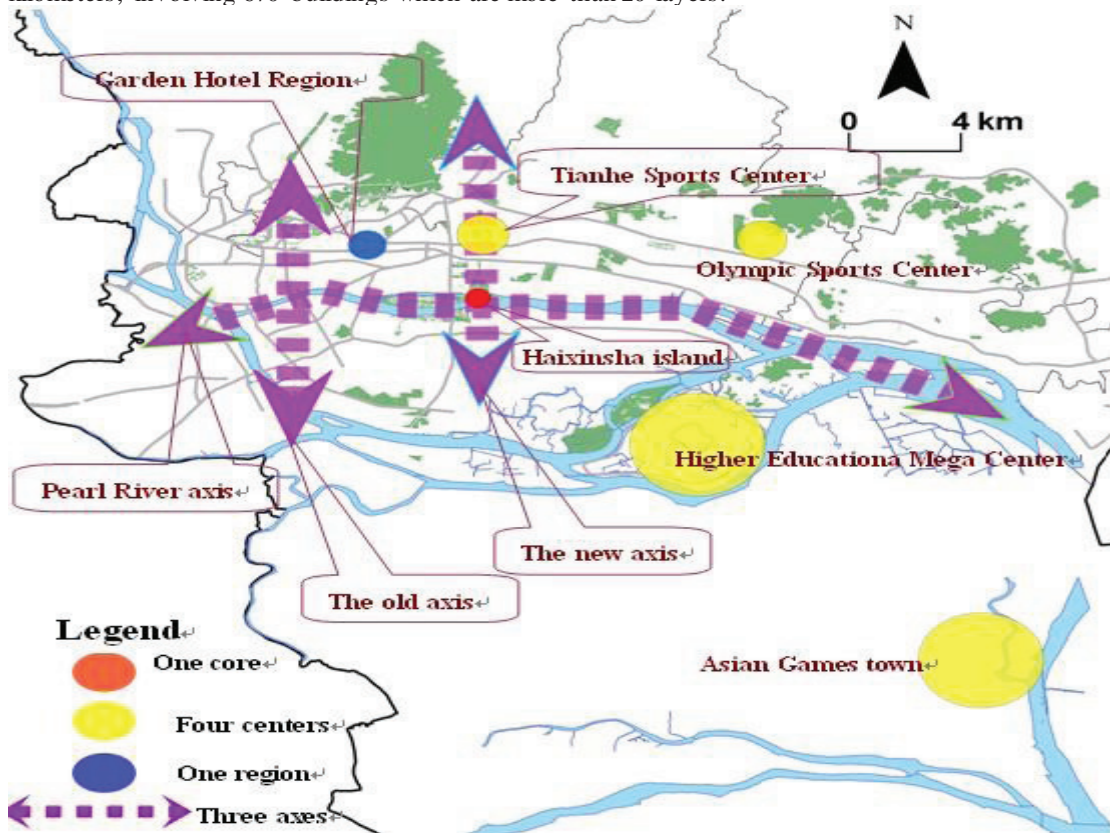 N
0 4 km
Garden Hotel Region↵
Tianhe Sports Center↵
Olympic Sports Center↵
Haixinsha island↵
Higher Educationa Mega Center↵
Pearl River axis↵
The new axis↵
The old axis↵
Legend↵
One core↵
Four centers↵
One region↵
Three axes↵
Asian Games town↵